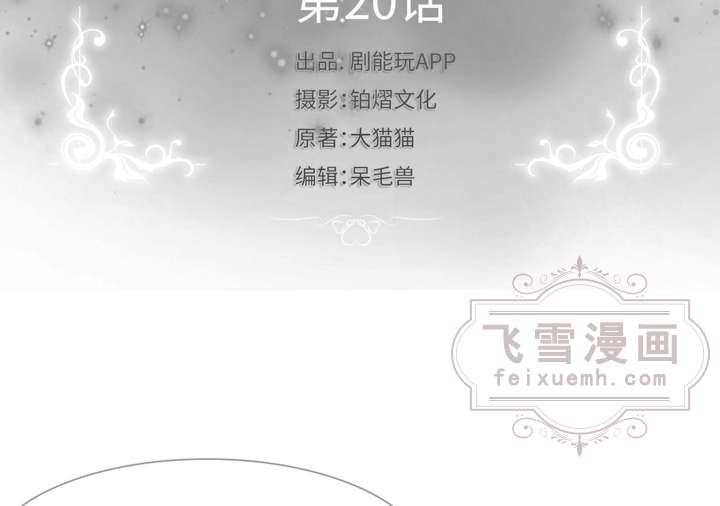 第20话
出品：剧能玩APP
摄影：铂熠文化
原著：大猫猫
编辑：呆毛兽
飞雪漫画
feixuemh.com